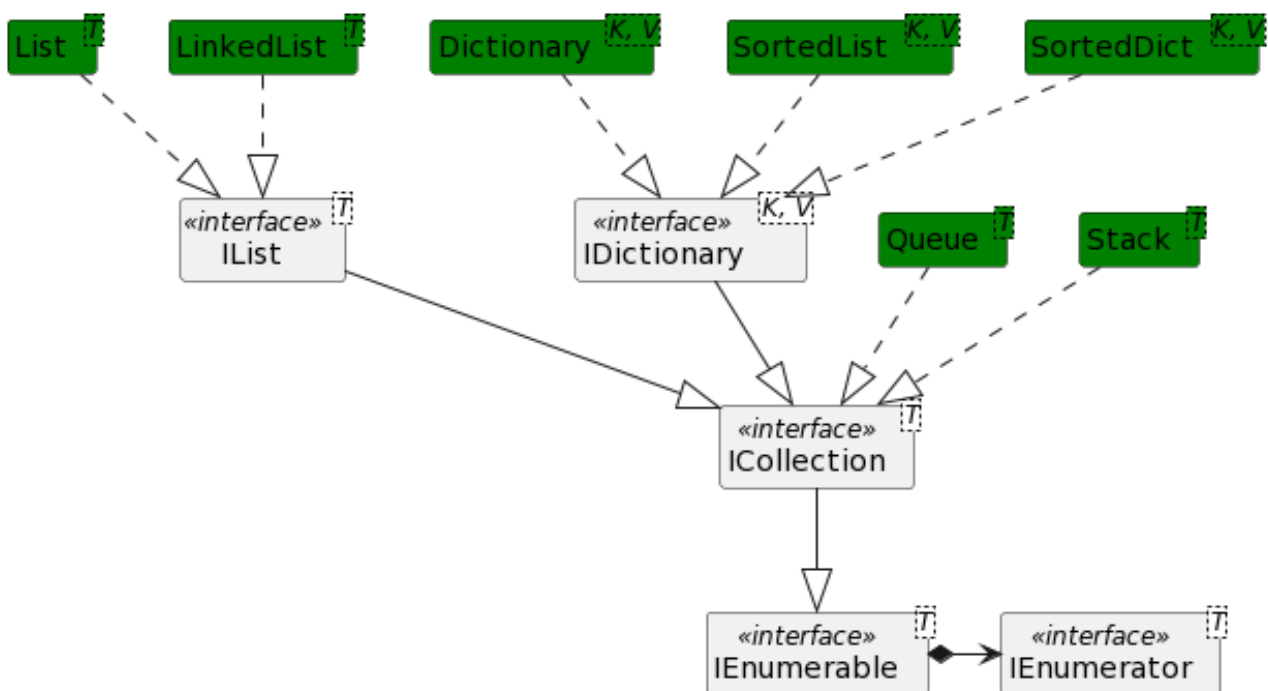 List T
LinkedList T
Dictionary K, V
SortedList K, V
SortedDict K, V
«interface» T
IList
«interface» K, V
IDictionary
Queue T
Stack T
«interface» T
ICollection
«interface» T
IEnumerable
«interface» T
IEnumerator